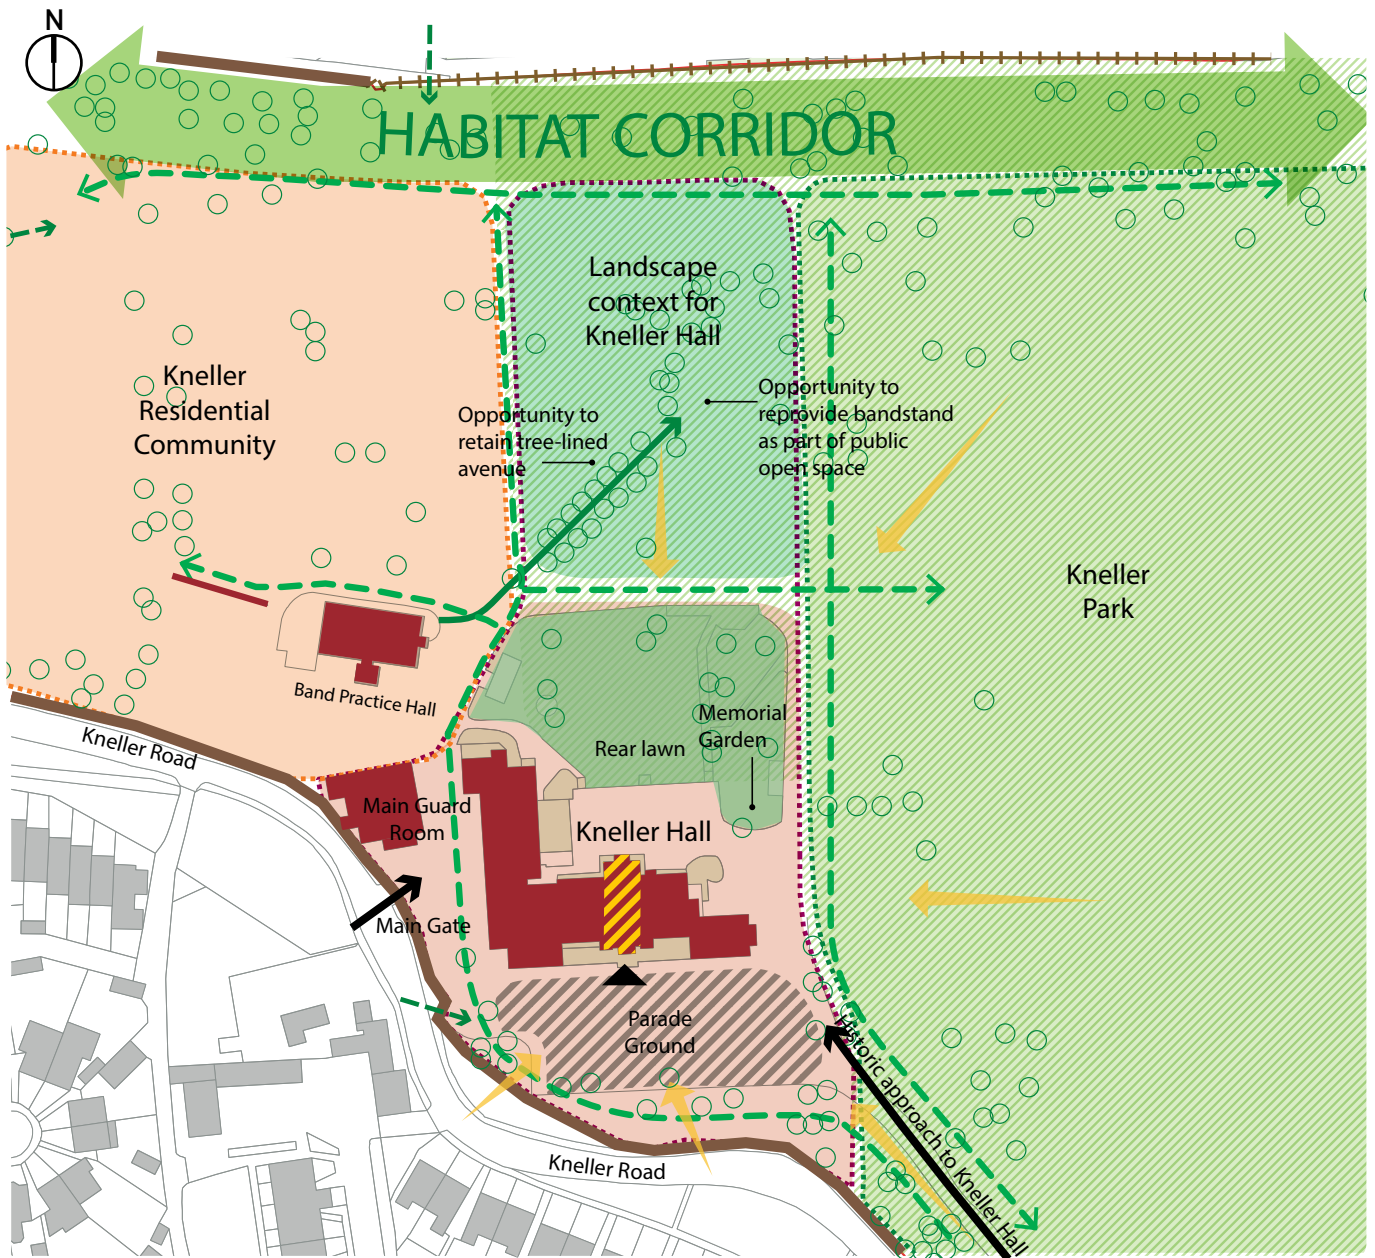 N
HABITAT CORRIDOR
Landscape
context for
Kneller Hall
Kneller
Residential
Community
Opportunity to
retain tree-lined
avenue
Opportunity to
reprovide bandstand
as part of public
open space
Kneller
Park
Band Practice Hall
Kneller Road
Memorial
Garden
Rear lawn
Main Guard
Room
Kneller Hall
Main Gate
Parade
Ground
Historic approach to Kneller Hall
Kneller Road